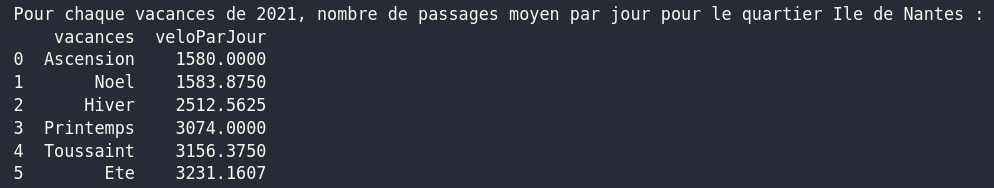 Pour chaque vacances de 2021, nombre de passages moyen par jour pour le quartier Ile de Nantes :
vacances veloParJour
0 Ascension 1580.0000
1 Noel 1583.8750
2 Hiver 2512.5625
3 Printemps 3074.0000
4 Toussaint 3156.3750
5 Ete 3231.1607